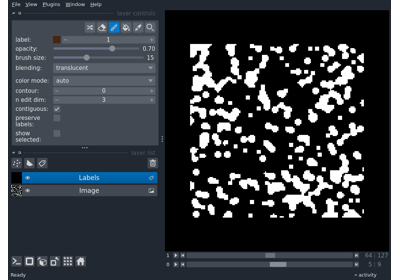 File View Plugins Window Help
layer controls
label: 1
opacity: 0.70
brush size: 15
blending: translucent
color mode: auto
contour: 0
n edit dim: 3
contiguous:
preserve
labels:
show
selected:
layer list
Labels
Image
1 64 127
0 5 9
Ready activity